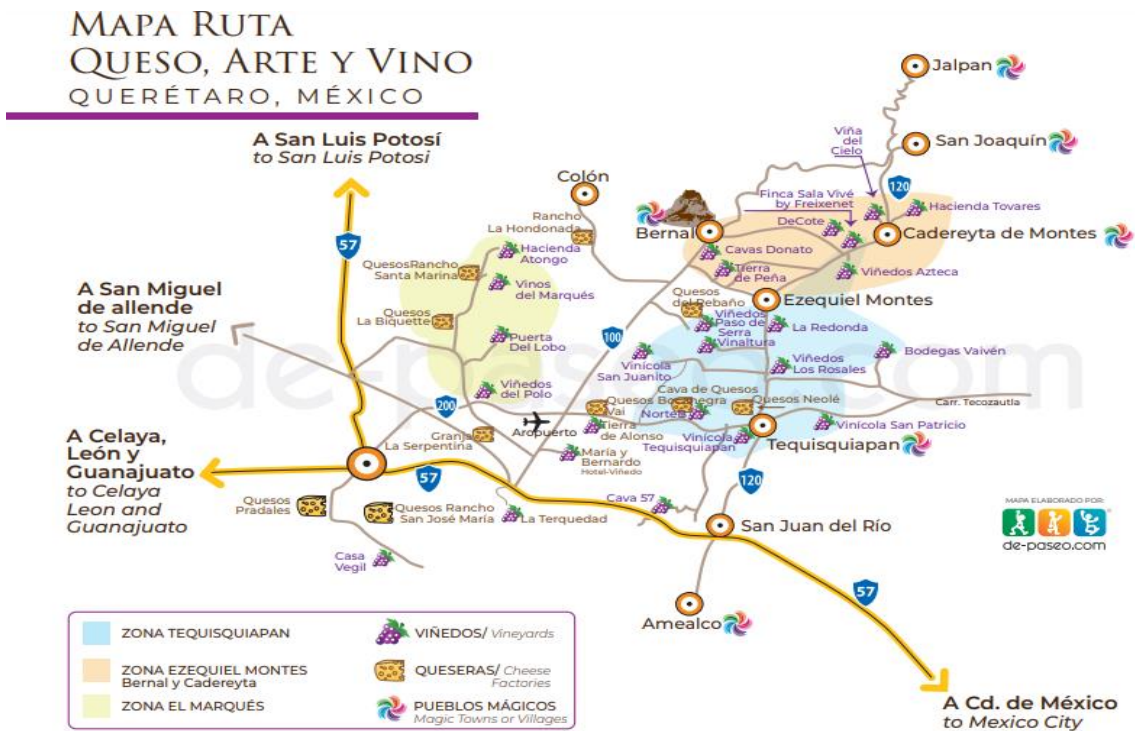 MAPA RUTA
QUESO, ARTE Y VINO
QUERÉTARO, MÉXICO
Jalpan
A San Luis Potosí
to San Luis Potosi
Viña
del
Cielo
San Joaquín
Colón
120
57
Finca Sala Vivé
by Freixenet
Hacienda Tovares
Rancho
La Hondonada
DeCote
Bernal
Cadereyta de Montes
Hacienda
Atongo
Cavas Donato
QuesosRancho
Santa Marina
Tierra
de Peña
Viñedos Azteca
A San Miguel
de allende
to San Miguel
de Allende
Vinos
del Marqués
Quesos
del Rebaño
Ezequiel Montes
Quesos
La Biquette
Viñedos
Paso de
Serra
La Redonda
Puerta
Del Lobo
100
Vinaltura
Bodegas Vaivén
Vinícola
San Juanito
Viñedos
Los Rosales
de-paseo.com
Viñedos
del Polo
Cava de Quesos
Bocanegra
Quesos
Vai
Quesos Neolé
Carr. Tecozautla
200
Norte
Aropuerto
Tierra
de Alonso
Vinícola San Patricio
A Celaya,
León y
Guanajuato
to Celaya
Leon and
Guanajuato
Granja
La Serpentina
Vinícola
Tequisquiapan
Tequisquiapan
María y
Bernardo
Hotel-Viñedo
57
120
Quesos
Pradales
Quesos Rancho
San José María
Cava 57
La Terquedad
San Juan del Río
MAPA ELABORADO POR:
de-paseo.com
Casa
Vegil
57
Amealco
ZONA TEQUISQUIAPAN
VIÑEDOS/ Vineyards
ZONA EZEQUIEL MONTES
Bernal y Cadereyta
QUESERAS/ Cheese
Factories
ZONA EL MARQUÉS
PUEBLOS MÁGICOS
Magic Towns or Villages
A Cd. de México
to Mexico City